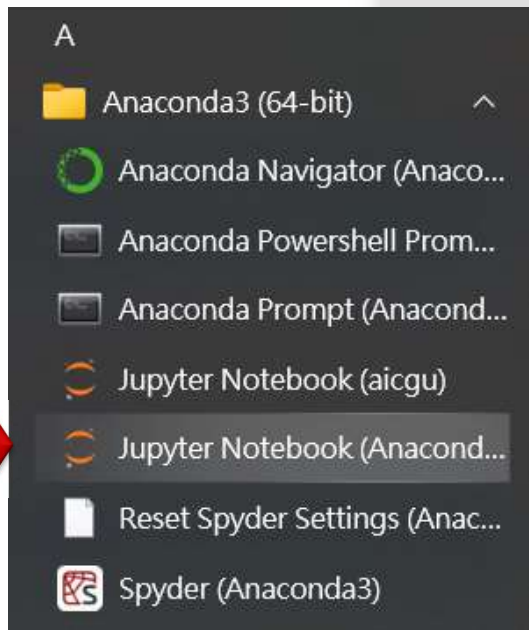 A
Anaconda3 (64-bit)
Anaconda Navigator (Anaco...
Anaconda Powershell Prom...
Anaconda Prompt (Anacond...
Jupyter Notebook (aicgu)
Jupyter Notebook (Anacond...
Reset Spyder Settings (Anac...
Spyder (Anaconda3)